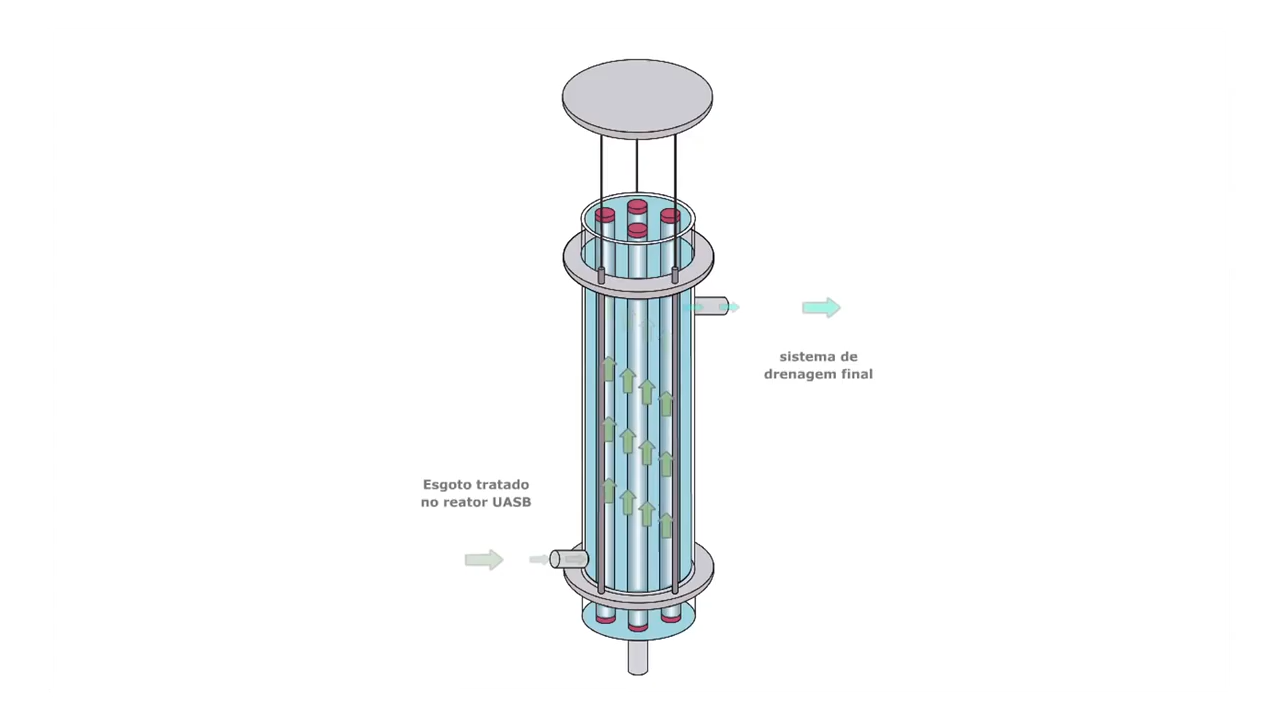 sistema de
drenagem final
Esgoto tratado
no reator UASB